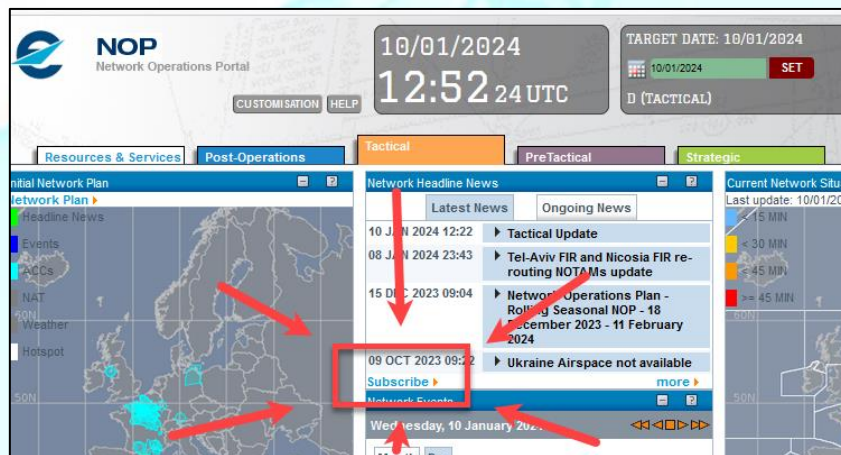 NOP
Network Operations Portal
CUSTOMISATION HELP
10/01/2024
12:52 24 UTC
TARGET DATE: 10/01/2024
10/01/2024 SET
D (TACTICAL)
Resources & Services
Post-Operations
Tactical
PreTactical
Strategic
nitial Network Plan
Network Plan
Headline News
Events
ACCs
NAT
60N
Weather
Hotspot
50N
Network Headline News
Latest News Ongoing News
10 JAN 2024 12:22 Tactical Update
08 JAN 2024 23:43 Tel-Aviv FIR and Nicosia FIR re-
routing NOTAMs update
15 DEC 2023 09:04 Network Operations Plan -
Rolling Seasonal NOP - 18
December 2023 - 11 February
2024
09 OCT 2023 09:22 Ukraine Airspace not available
Subscribe more
Network Events
Wednesday, 10 January
Current Network Situ
Last update: 10/01/20
< 15 MIN
< 30 MIN
< 45 MIN
>= 45 MIN
60N
50N